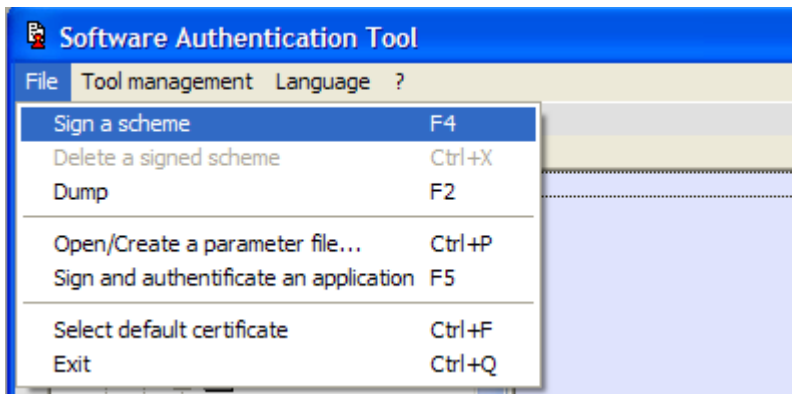 Software Authentication Tool
File Tool management Language ?
Sign a scheme F4
Delete a signed scheme Ctrl+X
Dump F2
Open/Create a parameter file... Ctrl+P
Sign and authentificate an application F5
Select default certificate Ctrl+F
Exit Ctrl+Q